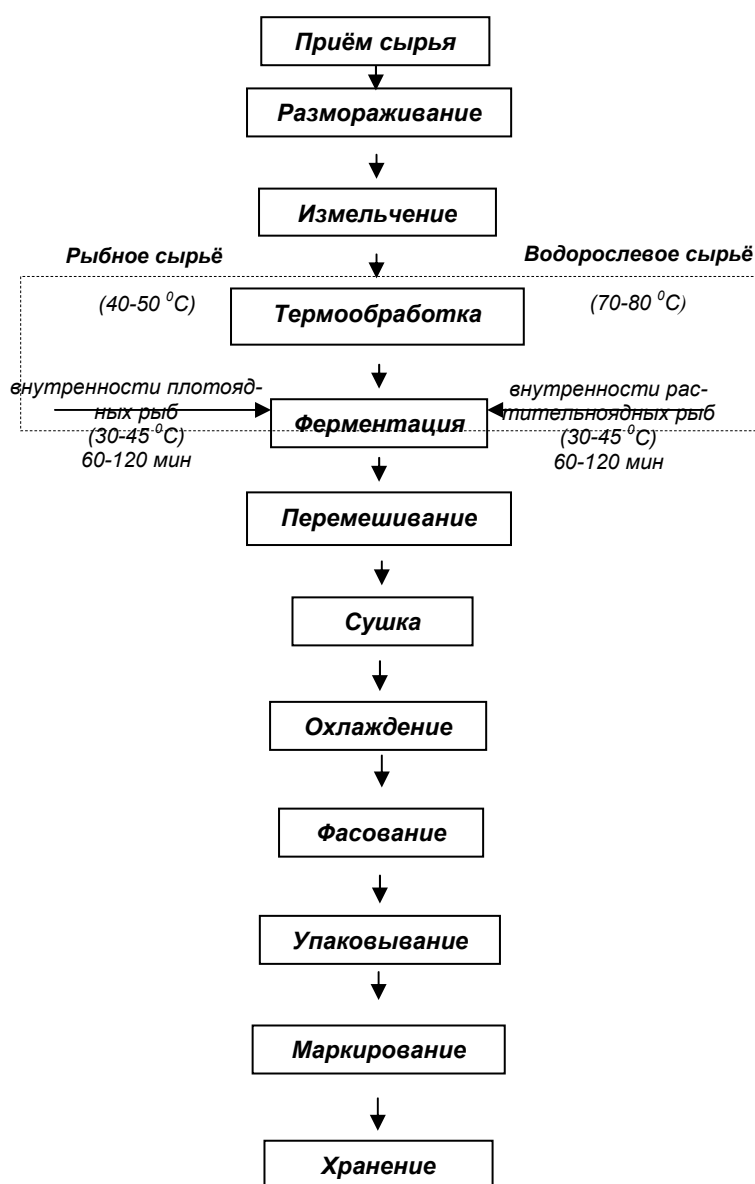 Приём сырья
Размораживание
Измельчение
Рыбное сырьё
Водорослевое сырьё
(40-50 ⁰С)
Термообработка
(70-80 ⁰С)
внутренности плотояд-
ных рыб
(30-45 ⁰С)
60-120 мин
Ферментация
внутренности рас-
тительноядных рыб
(30-45 ⁰С)
60-120 мин
Перемешивание
Сушка
Охлаждение
Фасование
Упаковывание
Маркирование
Хранение